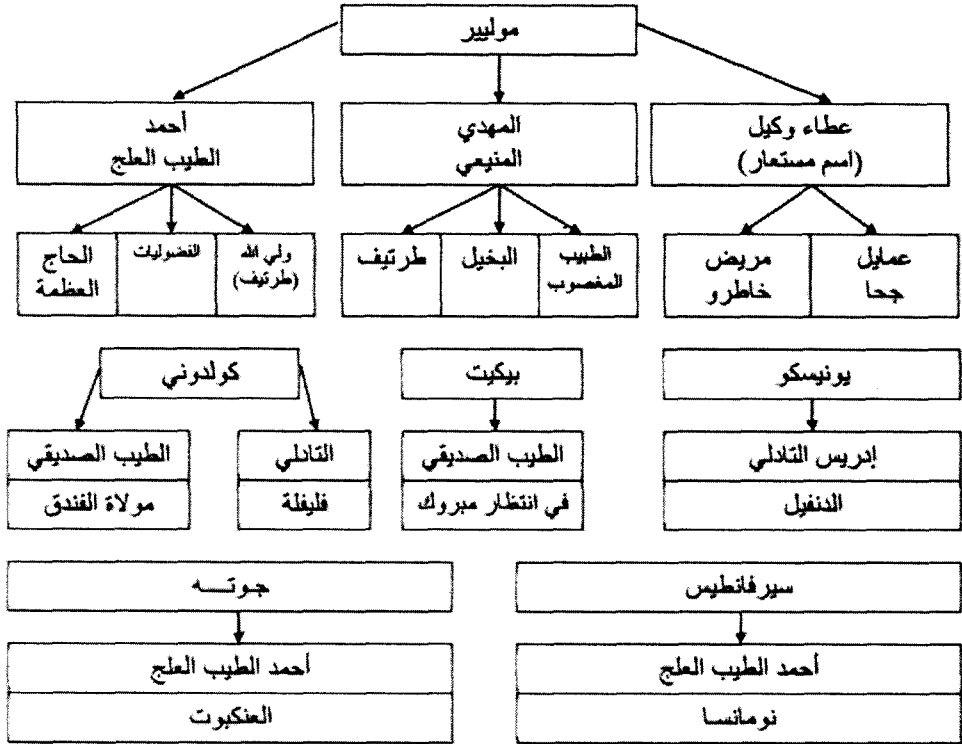 موليير
عطاء وكيل
(اسم مستعار)
المهدي
المنيعي
أحمد
الطيب العلج
عمايل
جحا
مريض
خاطرو
الطبيب
المغصوب
البخيل
طرتيف
ولي الله
(طرتيف)
الفضوليات
الحاج
العظمة
يونيسكو
بيكيت
كولدوني
إدريس التادلي
الطيب الصديقي
التادلي
الطيب الصديقي
الدنفيل
في انتظار مبروك
فليفلة
مولاة الفندق
سيرفانطيس
جوتـــه
أحمد الطيب العلج
أحمد الطيب العلج
نومانسا
العنكبوت